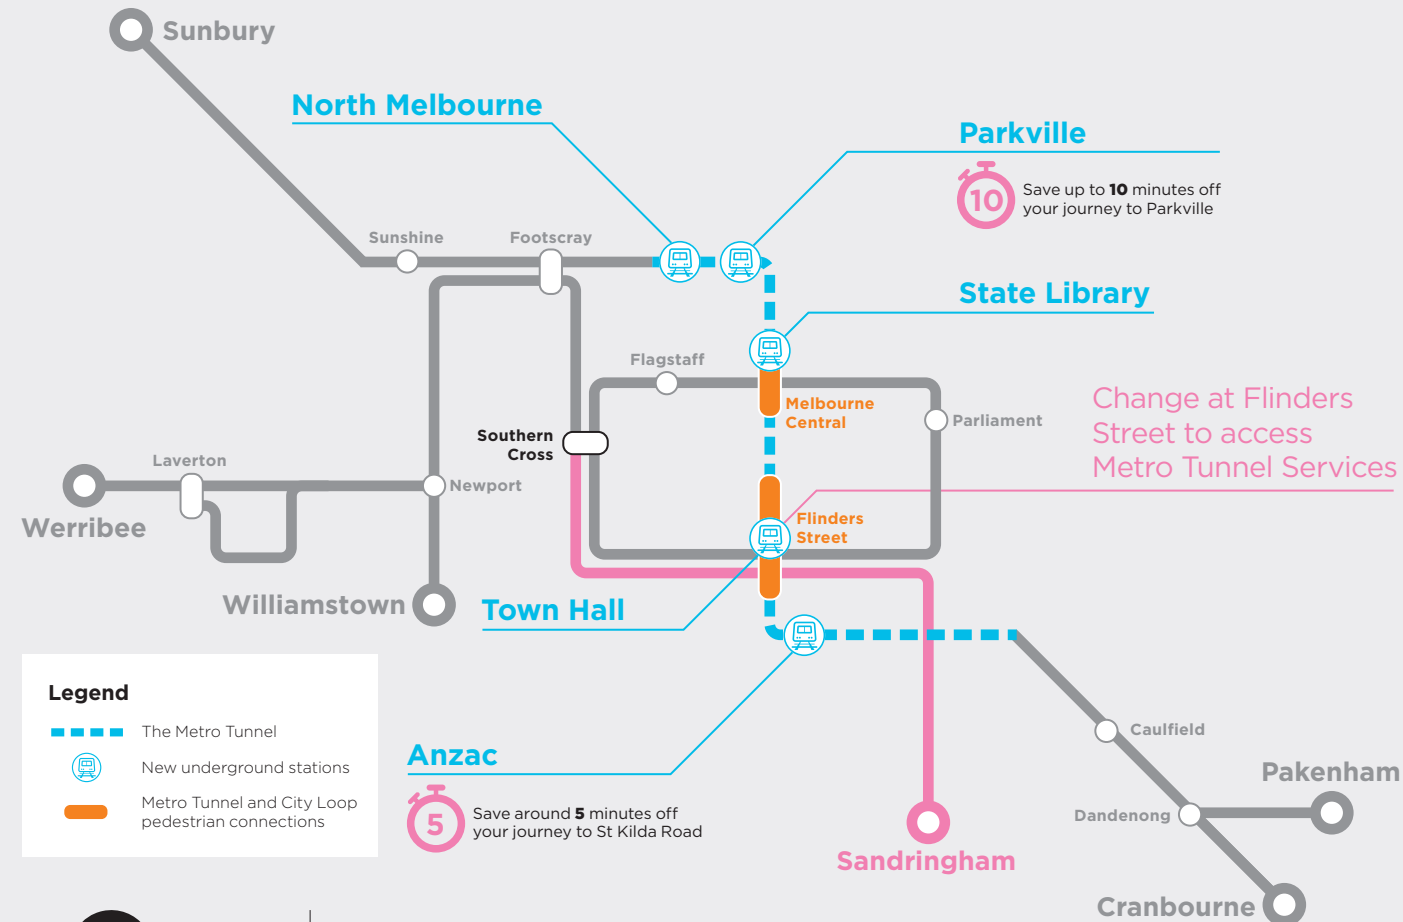 Sunbury
North Melbourne
Parkville
10
Save up to 10 minutes off
your journey to Parkville
Sunshine
Footscray
State Library
Flagstaff
Melbourne
Central
Parliament
Change at Flinders
Street to access
Metro Tunnel Services
Southern
Cross
Laverton
Newport
Werribee
Flinders
Street
Williamstown
Town Hall
Legend
The Metro Tunnel
New underground stations
Metro Tunnel and City Loop
pedestrian connections
Anzac
5
Save around 5 minutes off
your journey to St Kilda Road
Caulfield
Pakenham
Dandenong
Sandringham
Cranbourne